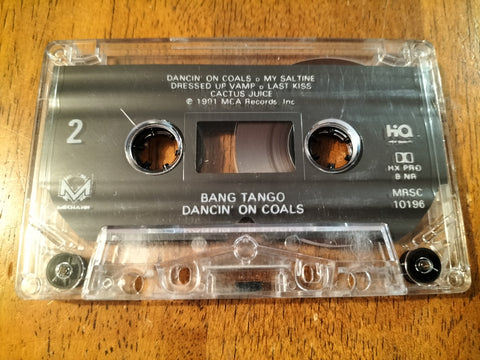 DANCIN' ON COALS o MY SALTINE
DRESSED UP VAMP o LAST KISS
CACTUS JUICE
℗ 1991 MCA Records, Inc.
2
HQ
HX PRO
B NR
MECHANIC
BANG TANGO
DANCIN' ON COALS
MRSC
10196